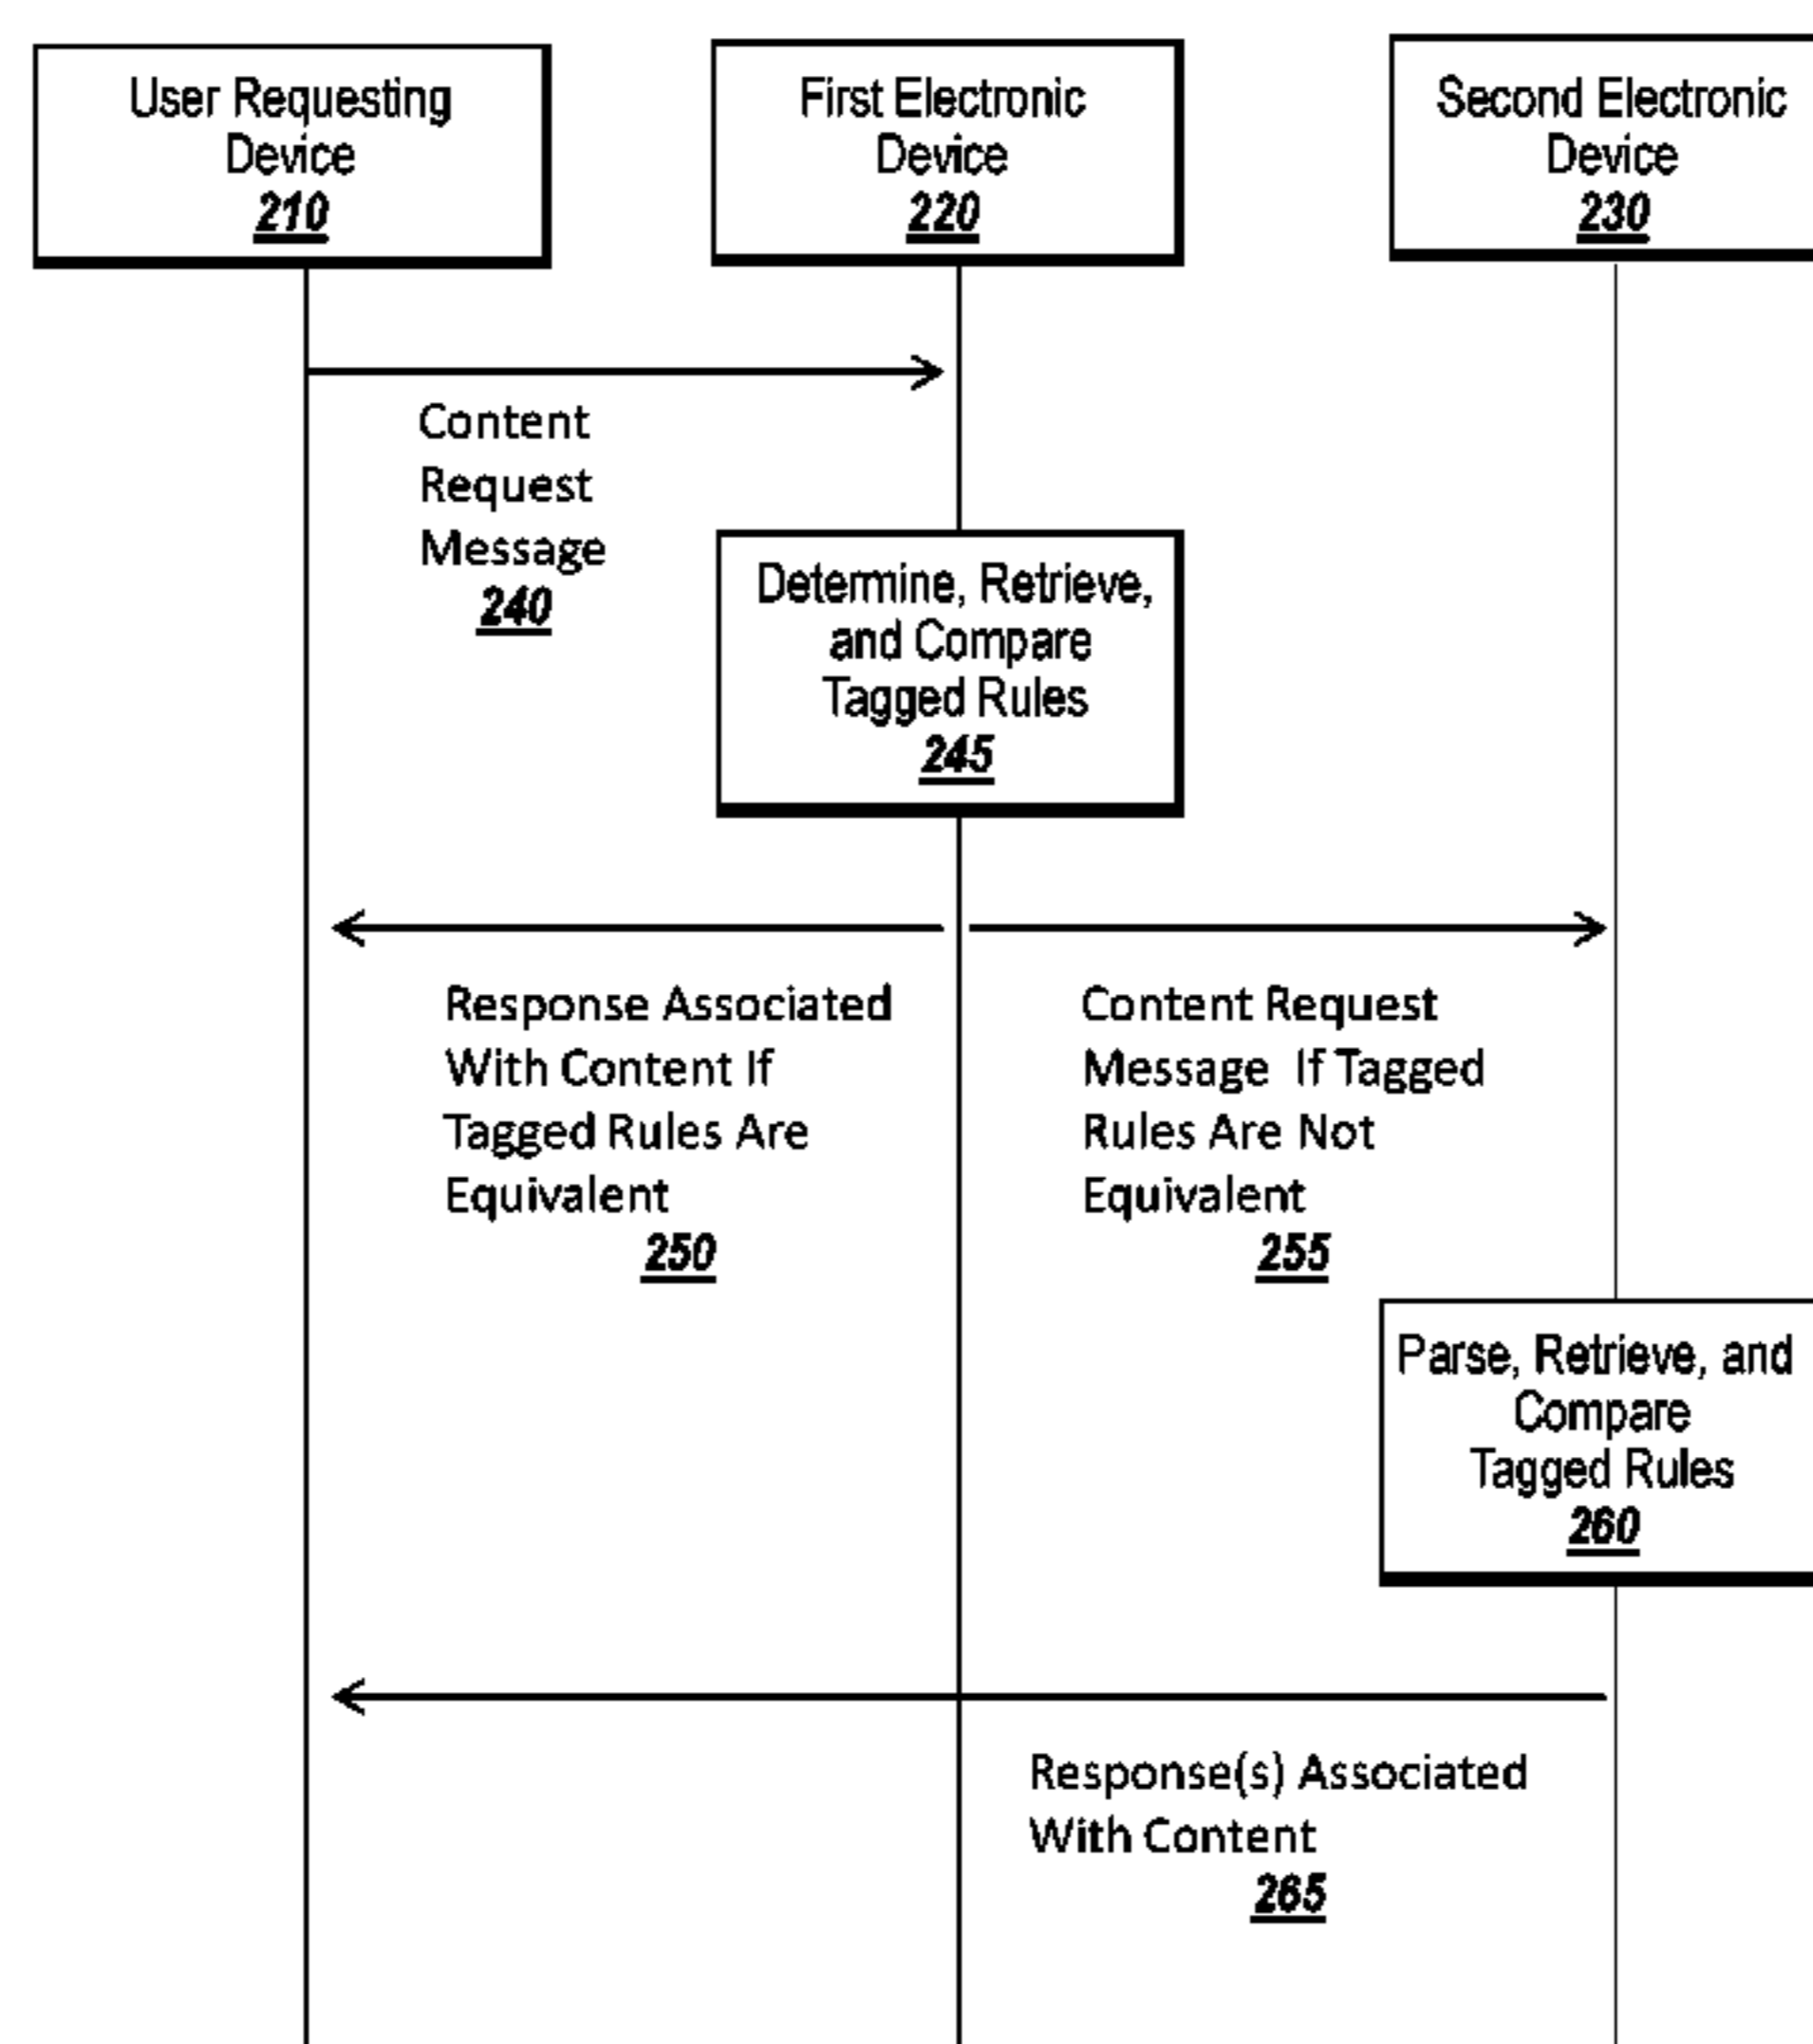 User Requesting
Device
210
First Electronic
Device
220
Second Electronic
Device
230
Content
Request
Message
240
Determine, Retrieve,
and Compare
Tagged Rules
245
Response Associated
With Content If
Tagged Rules Are
Equivalent
250
Content Request
Message If Tagged
Rules Are Not
Equivalent
255
Parse, Retrieve, and
Compare
Tagged Rules
260
Response(s) Associated
With Content
265